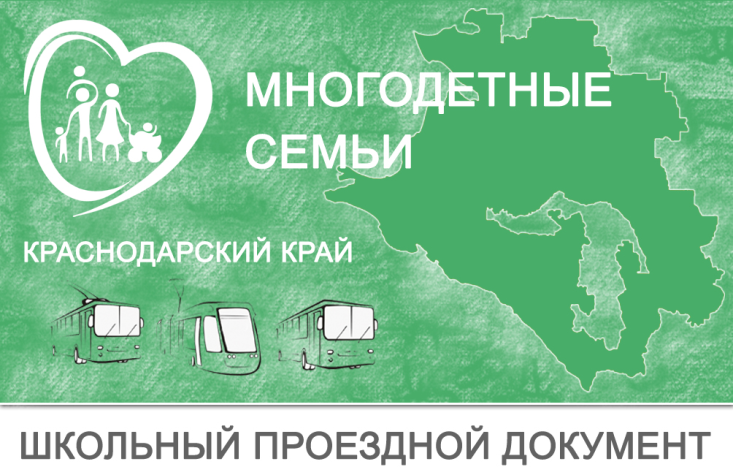 МНОГОДЕТНЫЕ
СЕМЬИ
КРАСНОДАРСКИЙ КРАЙ
ШКОЛЬНЫЙ ПРОЕЗДНОЙ ДОКУМЕНТ